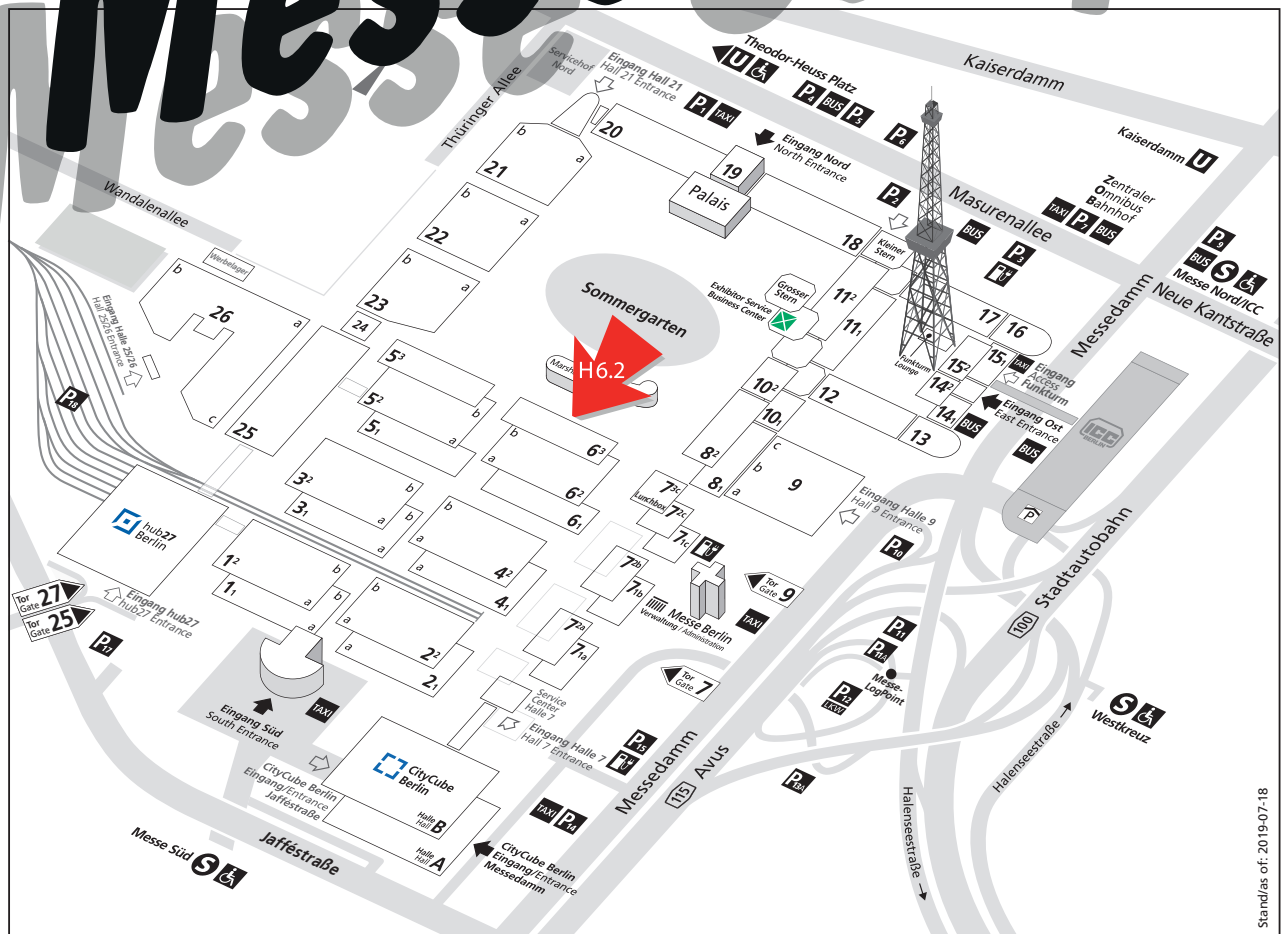 Messe
Messe
Kaiserdamm
Theodor-Heuss Platz
U
Servicehof
Nord
Eingang Hall 21
Hall 21 Entrance
P1 TAXI
P4 BUS P5
P6
Eingang Nord
North Entrance
Kaiserdamm U
Thüringer Allee
Wandalenallee
Masurenallee
Zentraler
Omnibus
Bahnhof
TAXI P7 BUS
P2
BUS
P3
P9
BUS S
Messe Nord/ICC
Neue Kantstraße
Messedamm
b
a
21
20
19
Palais
18
Kleiner
Stern
b
a
22
b
a
23
24
Werbelager
b
a
26
c
25
Eingang Halle 25/26
Hall 25/26 Entrance
P18
Sommergarten
Exhibitor Service
Business Center
Grosser
Stern
11²
11₁
17
16
15₁
15²
14²
14₁
Funkturm
Lounge
TAXI
Eingang
Access
Funkturm
Eingang Ost
East Entrance
BUS
BUS
ICC
BERLIN
P
H6.2
Marsh
5³
5²
b
5₁
a
b
6³
a
6²
6₁
10²
10₁
12
13
8²
8₁
c
b
a
9
Eingang Halle 9
Hall 9 Entrance
P10
3²
b
3₁
b
a
b
a
4²
4₁
7³c
Lunchbox
7²c
7₁c
7²b
7₁b
7²a
7₁a
hub27
Berlin
Eingang hub27
hub27 Entrance
Tor
Gate 27
Tor
Gate 25
P17
1²
b
1₁
a
b
a
2²
2₁
Messe Berlin
Verwaltung / Administration
Tor
Gate 9
TAXI
Tor
Gate 7
Stadtautobahn
100
P11
P11A
Messe-
LogPoint
P12
LKW
S
Westkreuz
Halenseestraße
Halenseestraße
Eingang Süd
South Entrance
TAXI
Service
Center
Halle 7
Eingang Halle 7
Hall 7 Entrance
P15
Messedamm
115 Avus
P13A
CityCube Berlin
Eingang/Entrance
Jafféstraße
CityCube
Berlin
Halle
Hall B
Halle
Hall A
TAXI P14
CityCube Berlin
Eingang/Entrance
Messedamm
Messe Süd S
Jafféstraße
Stand/as of: 2019-07-18